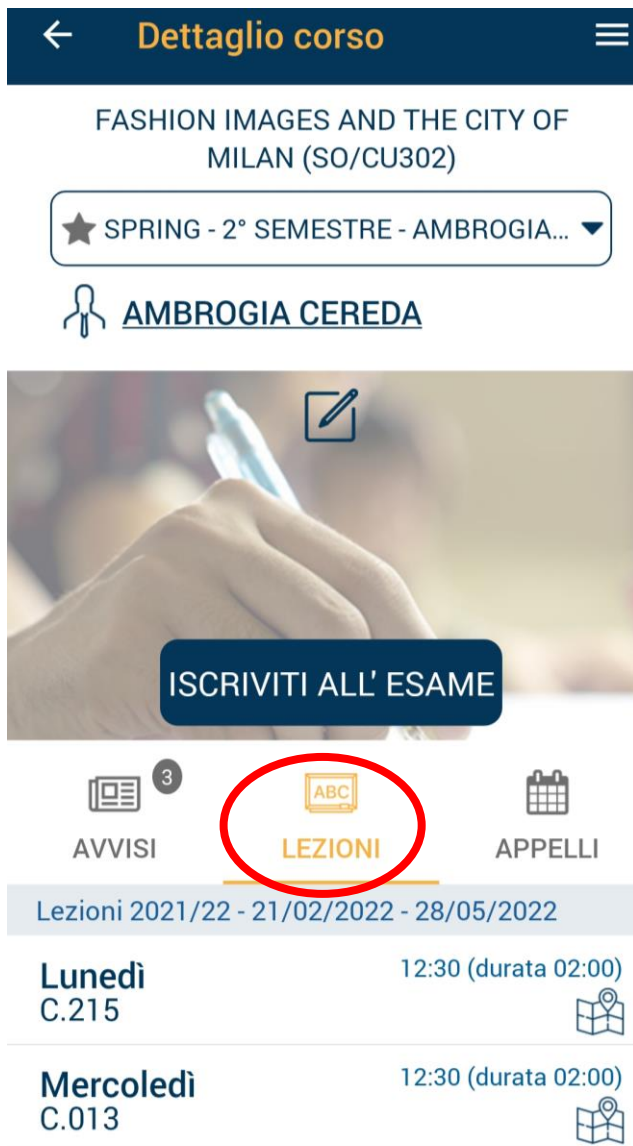 Dettaglio corso
FASHION IMAGES AND THE CITY OF
MILAN (SO/CU302)
SPRING - 2° SEMESTRE - AMBROGIA...
AMBROGIA CEREDA
ISCRIVITI ALL' ESAME
3
ABC
AVVISI LEZIONI APPELLI
Lezioni 2021/22 - 21/02/2022 - 28/05/2022
Lunedì 12:30 (durata 02:00)
C.215
Mercoledì 12:30 (durata 02:00)
C.013